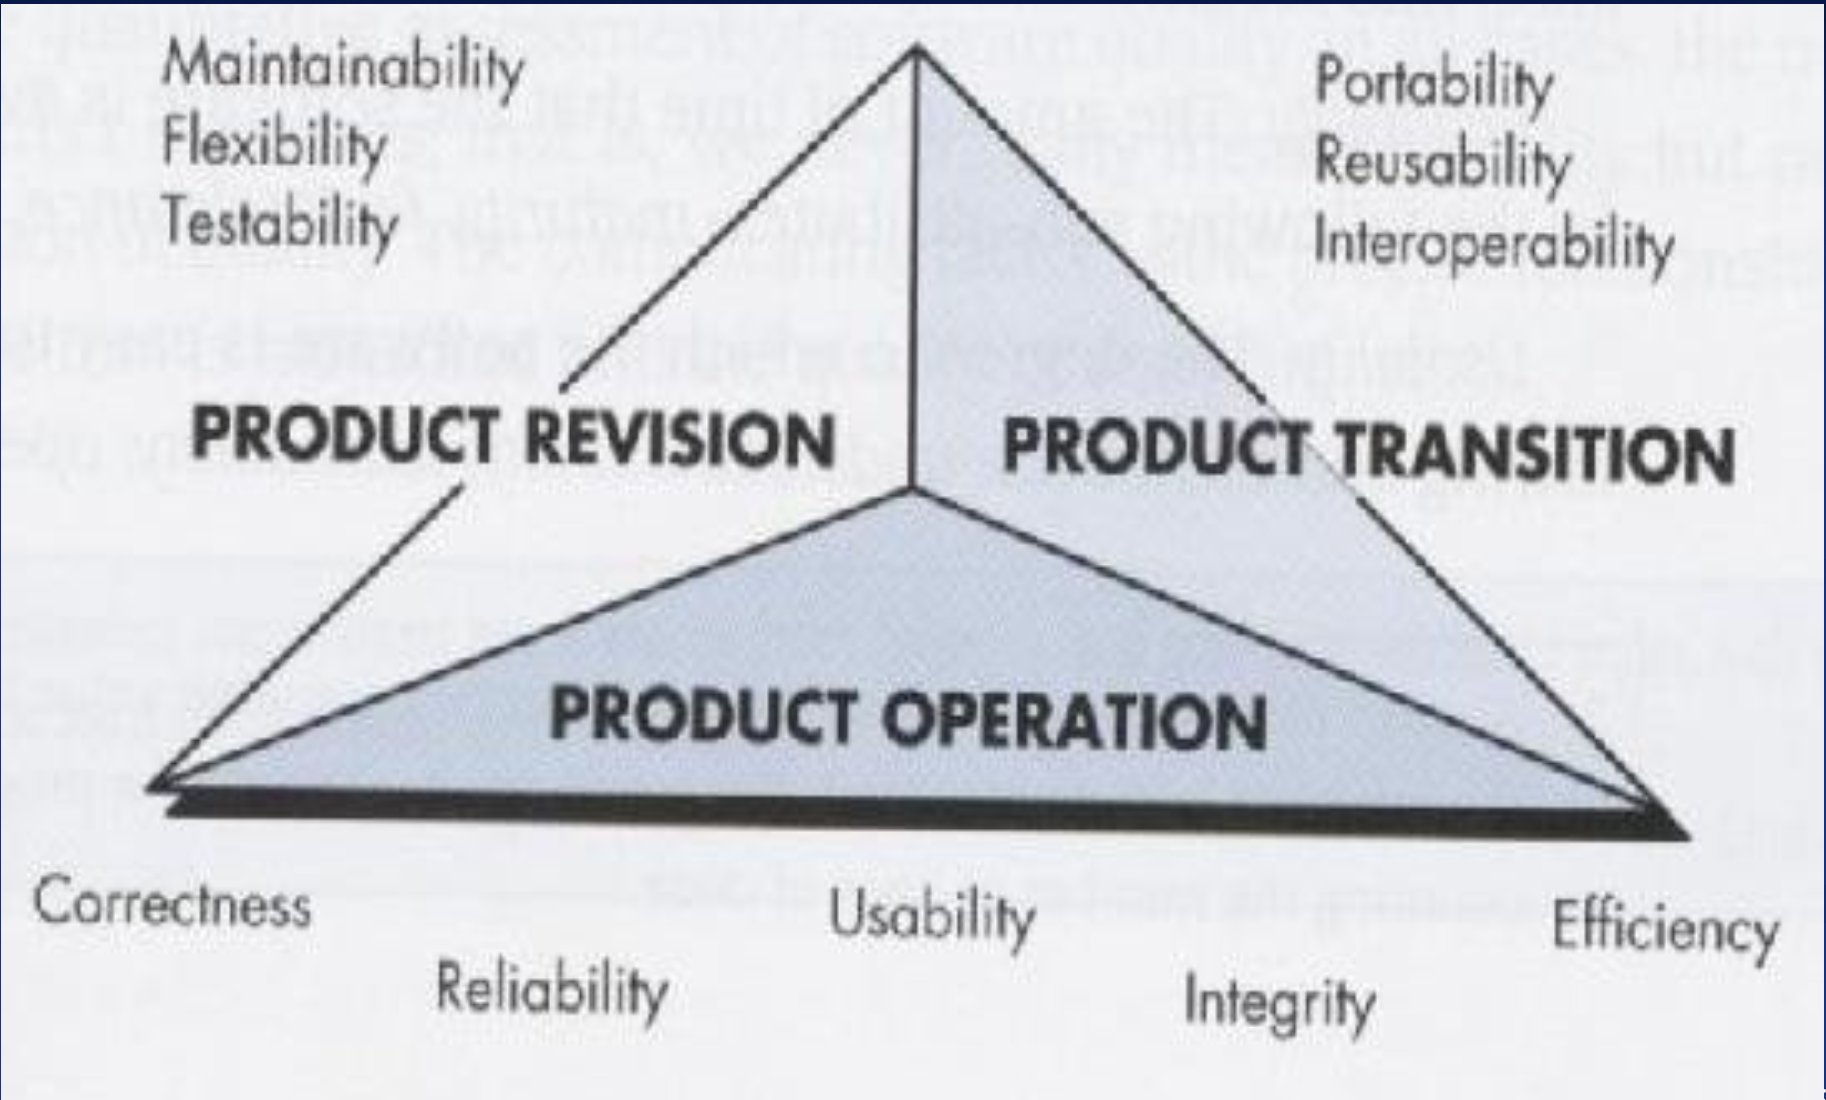 Maintainability
Flexibility
Testability
Portability
Reusability
Interoperability
PRODUCT REVISION
PRODUCT TRANSITION
PRODUCT OPERATION
Correctness
Reliability
Usability
Integrity
Efficiency